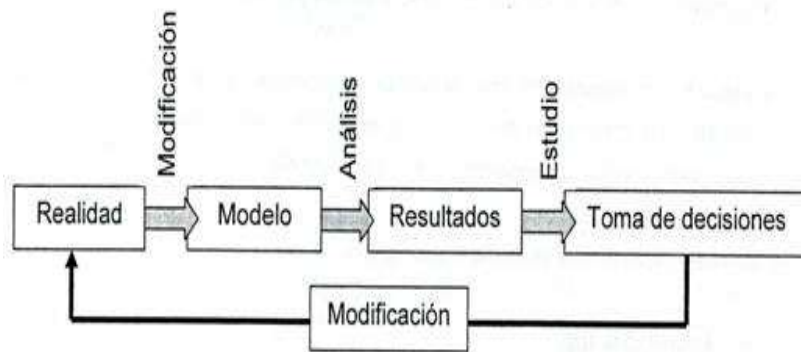 Modificación
Análisis
Estudio
Realidad
Modelo
Resultados
Toma de decisiones
Modificación